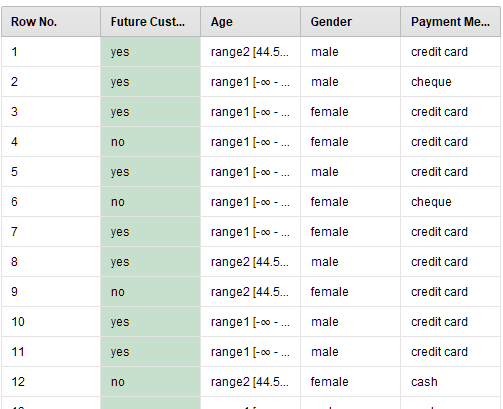 Row No. Future Cust... Age Gender Payment Me...
1 yes range2 [44.5... male credit card
2 yes range1 [-∞ - ... male cheque
3 yes range1 [-∞ - ... female credit card
4 no range1 [-∞ - ... female credit card
5 yes range1 [-∞ - ... male credit card
6 no range1 [-∞ - ... female cheque
7 yes range1 [-∞ - ... female credit card
8 yes range2 [44.5... male credit card
9 no range2 [44.5... female credit card
10 yes range1 [-∞ - ... male credit card
11 yes range1 [-∞ - ... male credit card
12 no range2 [44.5... female cash